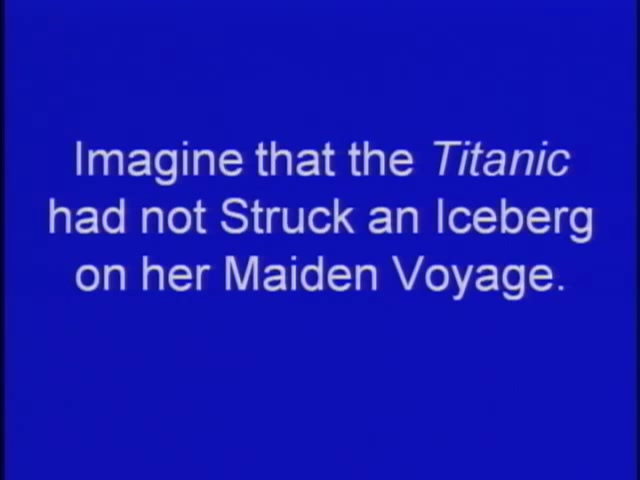 Imagine that the Titanic
had not Struck an Iceberg
on her Maiden Voyage.